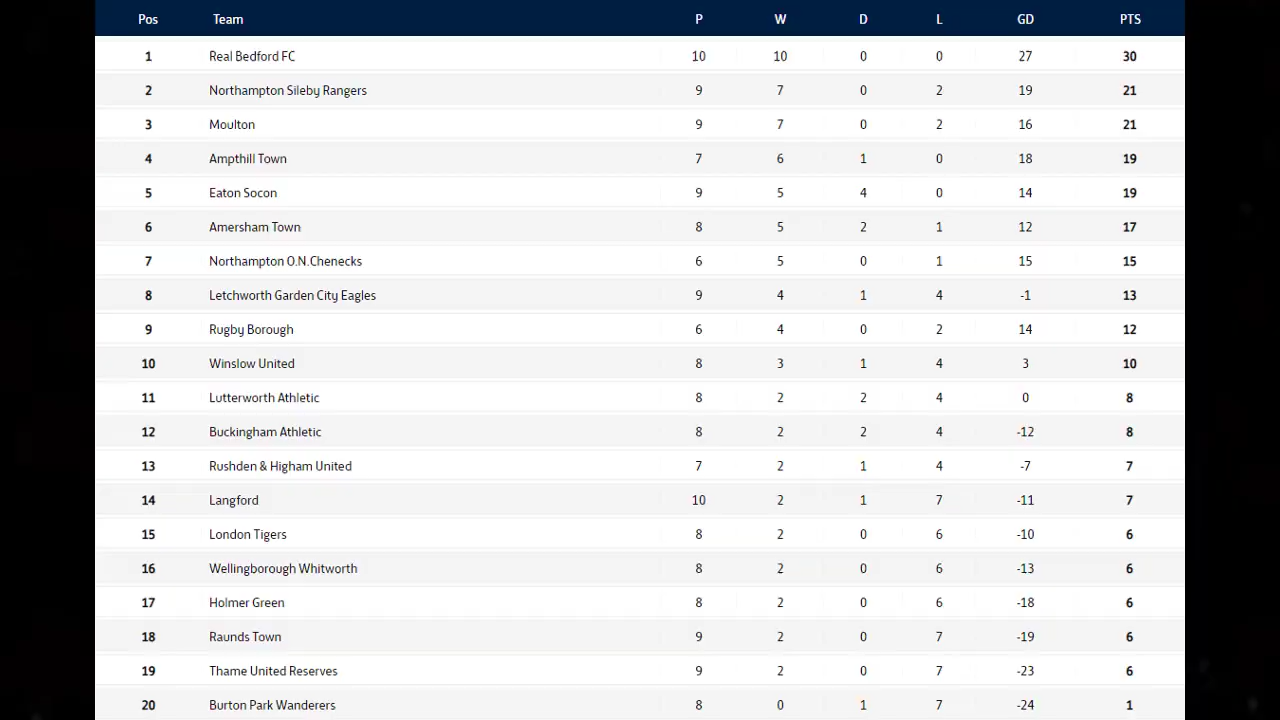 Pos Team P W D L GD PTS
1 Real Bedford FC 10 10 0 0 27 30
2 Northampton Sileby Rangers 9 7 0 2 19 21
3 Moulton 9 7 0 2 16 21
4 Ampthill Town 7 6 1 0 18 19
5 Eaton Socon 9 5 4 0 14 19
6 Amersham Town 8 5 2 1 12 17
7 Northampton O.N.Chenecks 6 5 0 1 15 15
8 Letchworth Garden City Eagles 9 4 1 4 -1 13
9 Rugby Borough 6 4 0 2 14 12
10 Winslow United 8 3 1 4 3 10
11 Lutterworth Athletic 8 2 2 4 0 8
12 Buckingham Athletic 8 2 2 4 -12 8
13 Rushden & Higham United 7 2 1 4 -7 7
14 Langford 10 2 1 7 -11 7
15 London Tigers 8 2 0 6 -10 6
16 Wellingborough Whitworth 8 2 0 6 -13 6
17 Holmer Green 8 2 0 6 -18 6
18 Raunds Town 9 2 0 7 -19 6
19 Thame United Reserves 9 2 0 7 -23 6
20 Burton Park Wanderers 8 0 1 7 -24 1